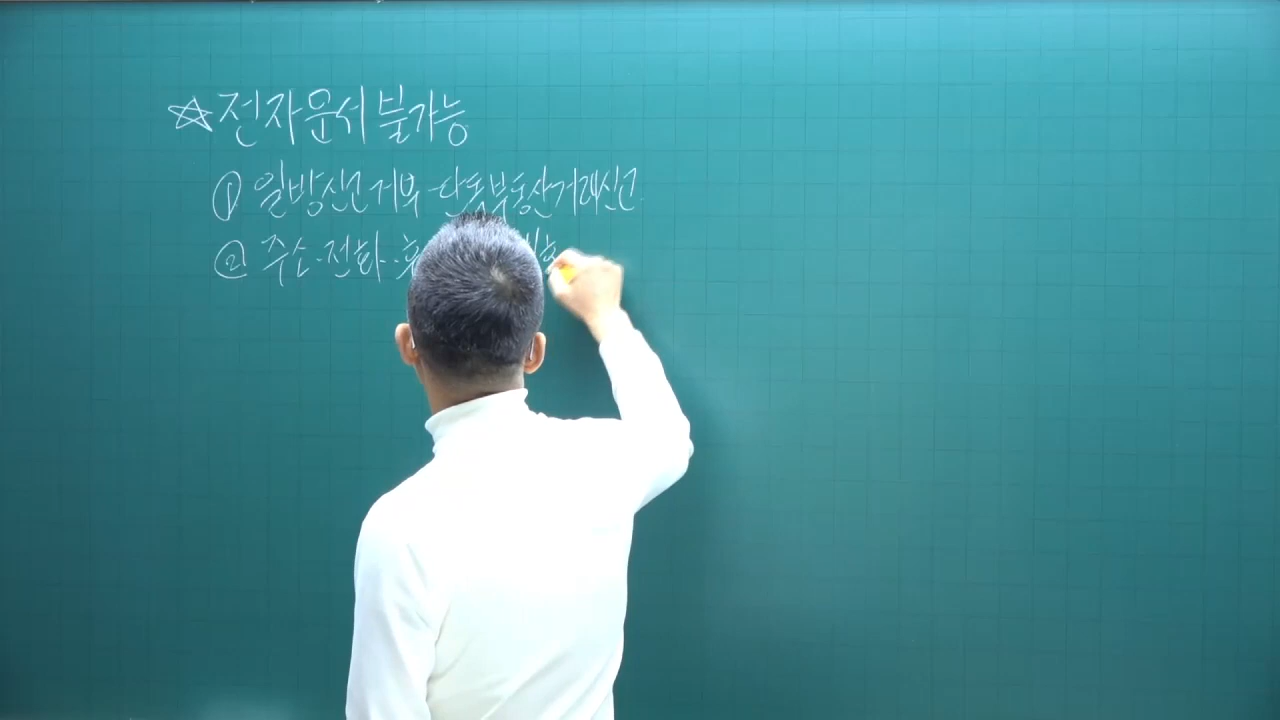 ☆전자문서불가능
① 일방신고거부-단독부동산거래신고
② 주소·전화·